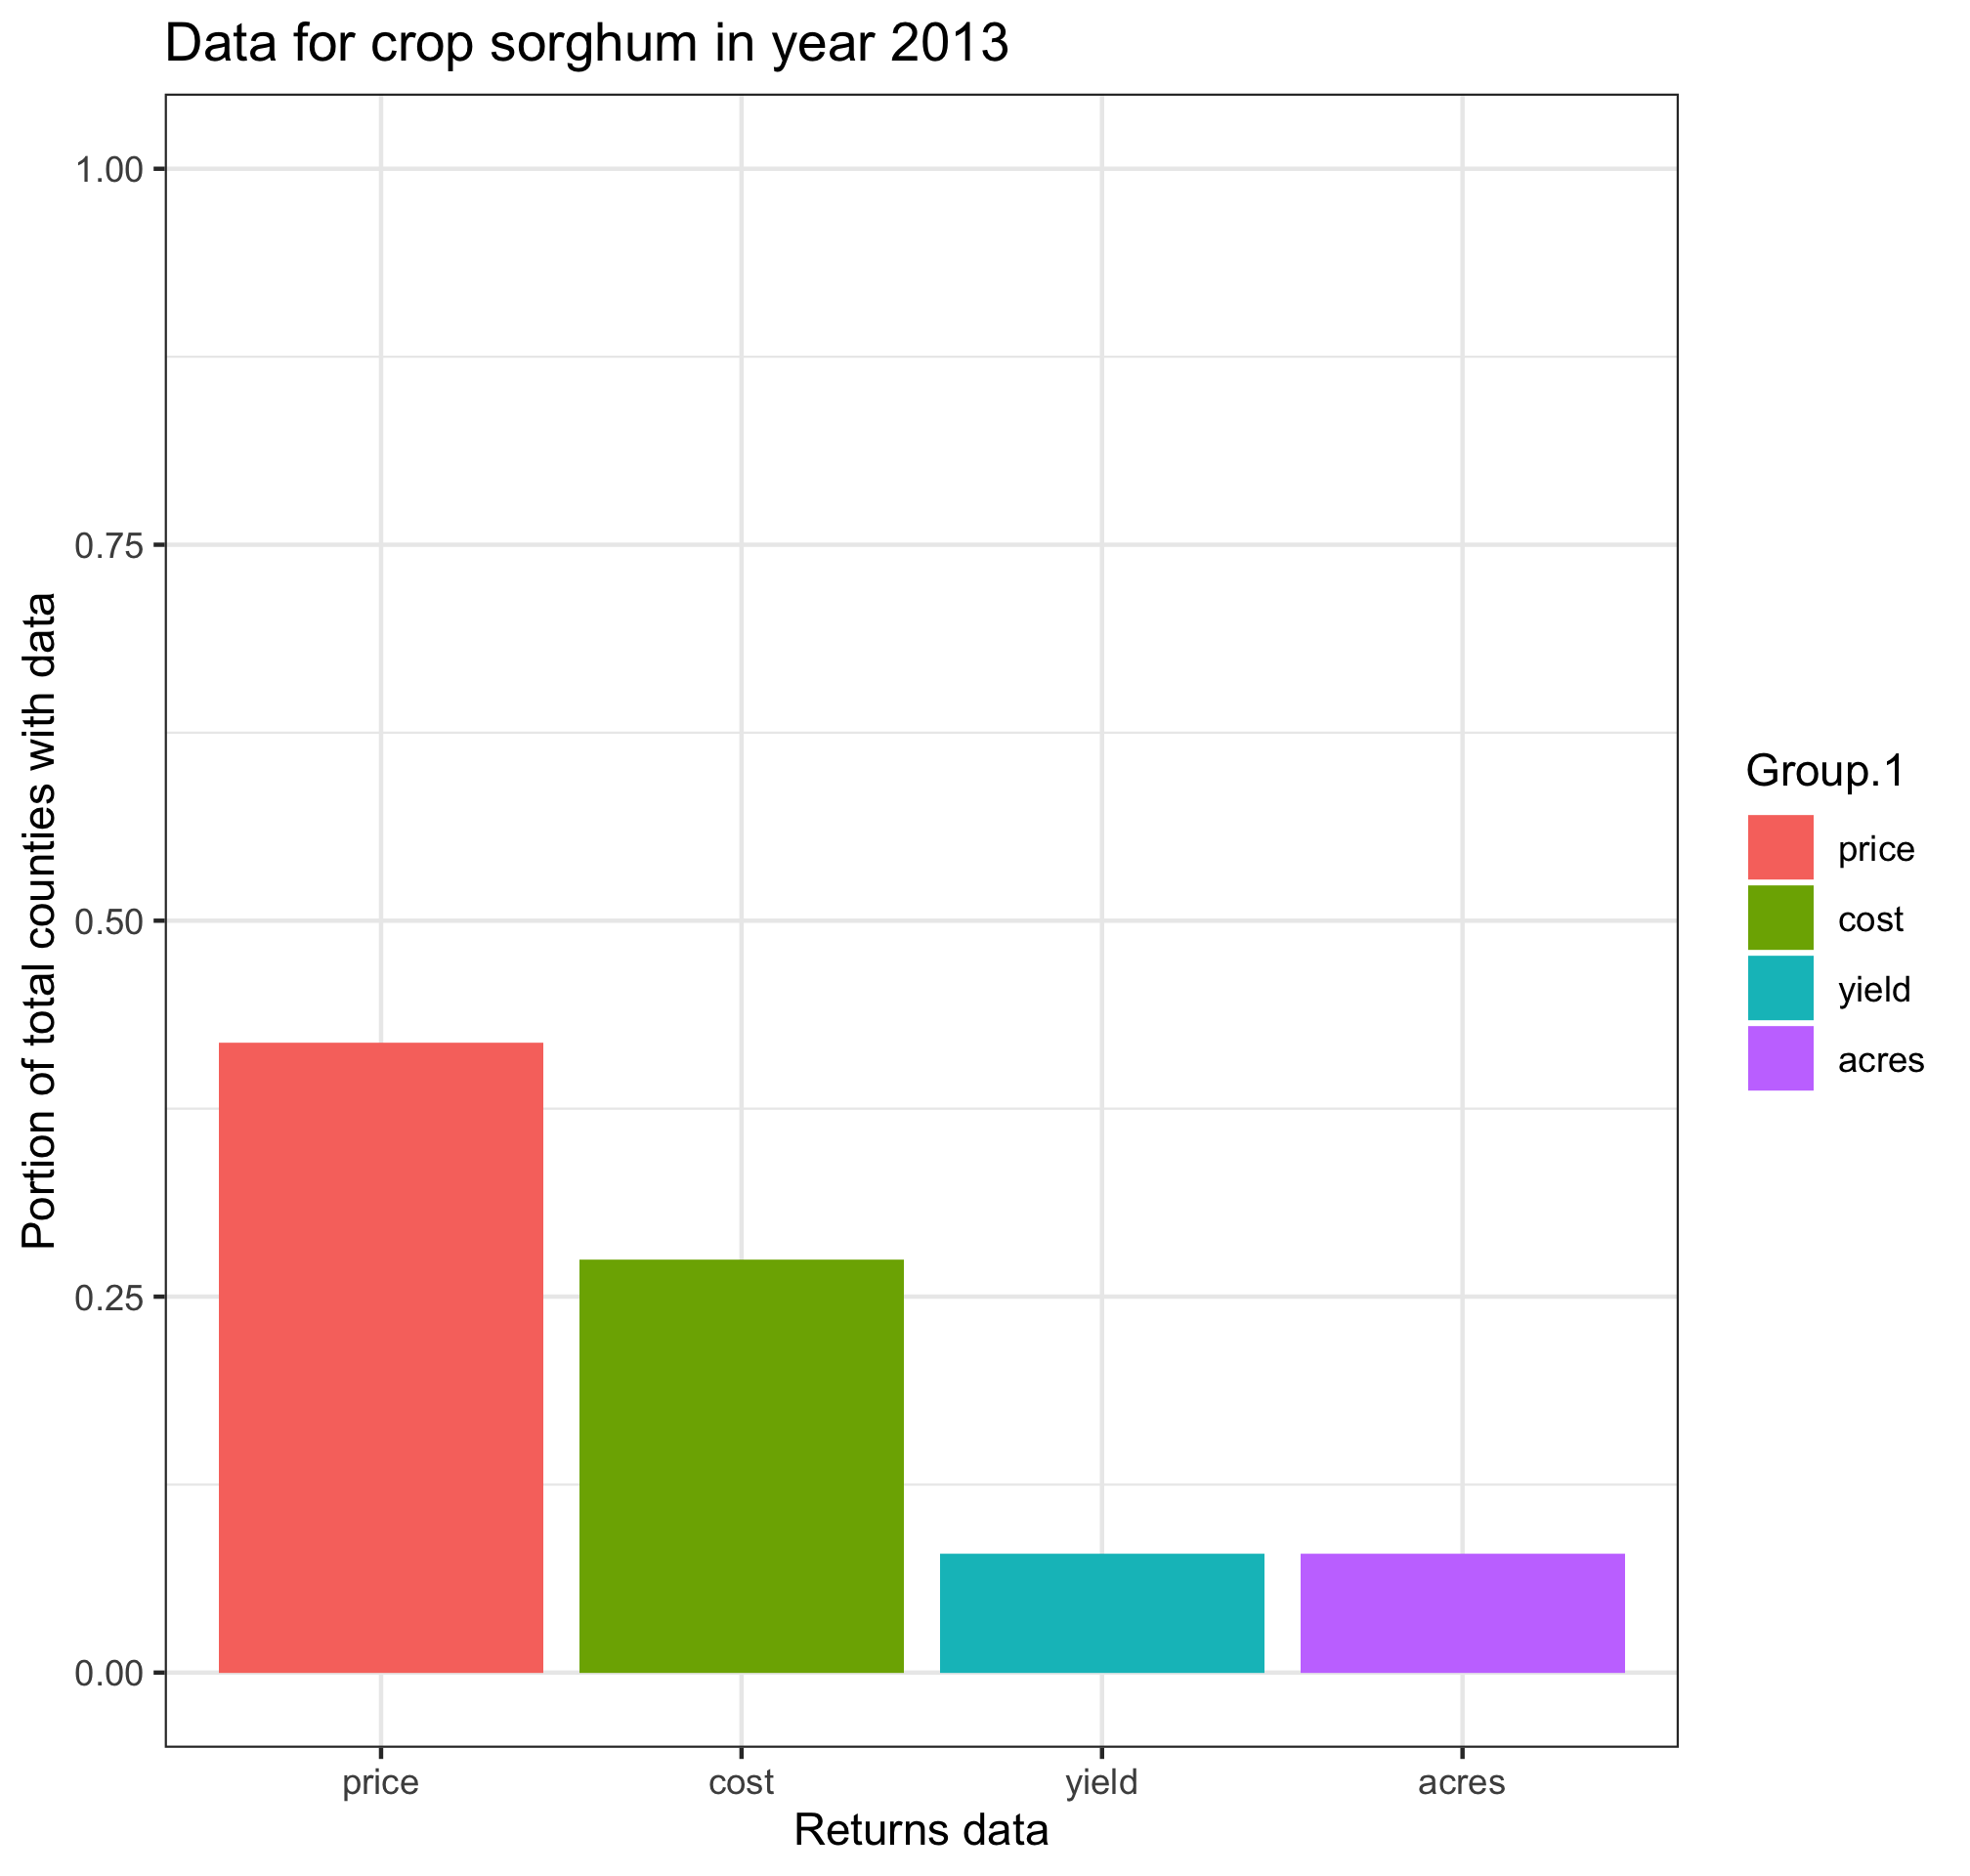 Data for crop sorghum in year 2013
Portion of total counties with data
1.00
0.75
0.50
0.25
0.00
price
cost
yield
acres
Returns data
Group.1
price
cost
yield
acres